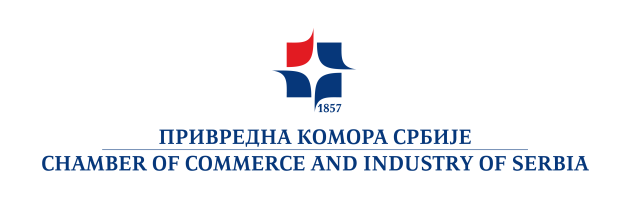 1857
ПРИВРЕДНА КОМОРА СРБИЈЕ
CHAMBER OF COMMERCE AND INDUSTRY OF SERBIA